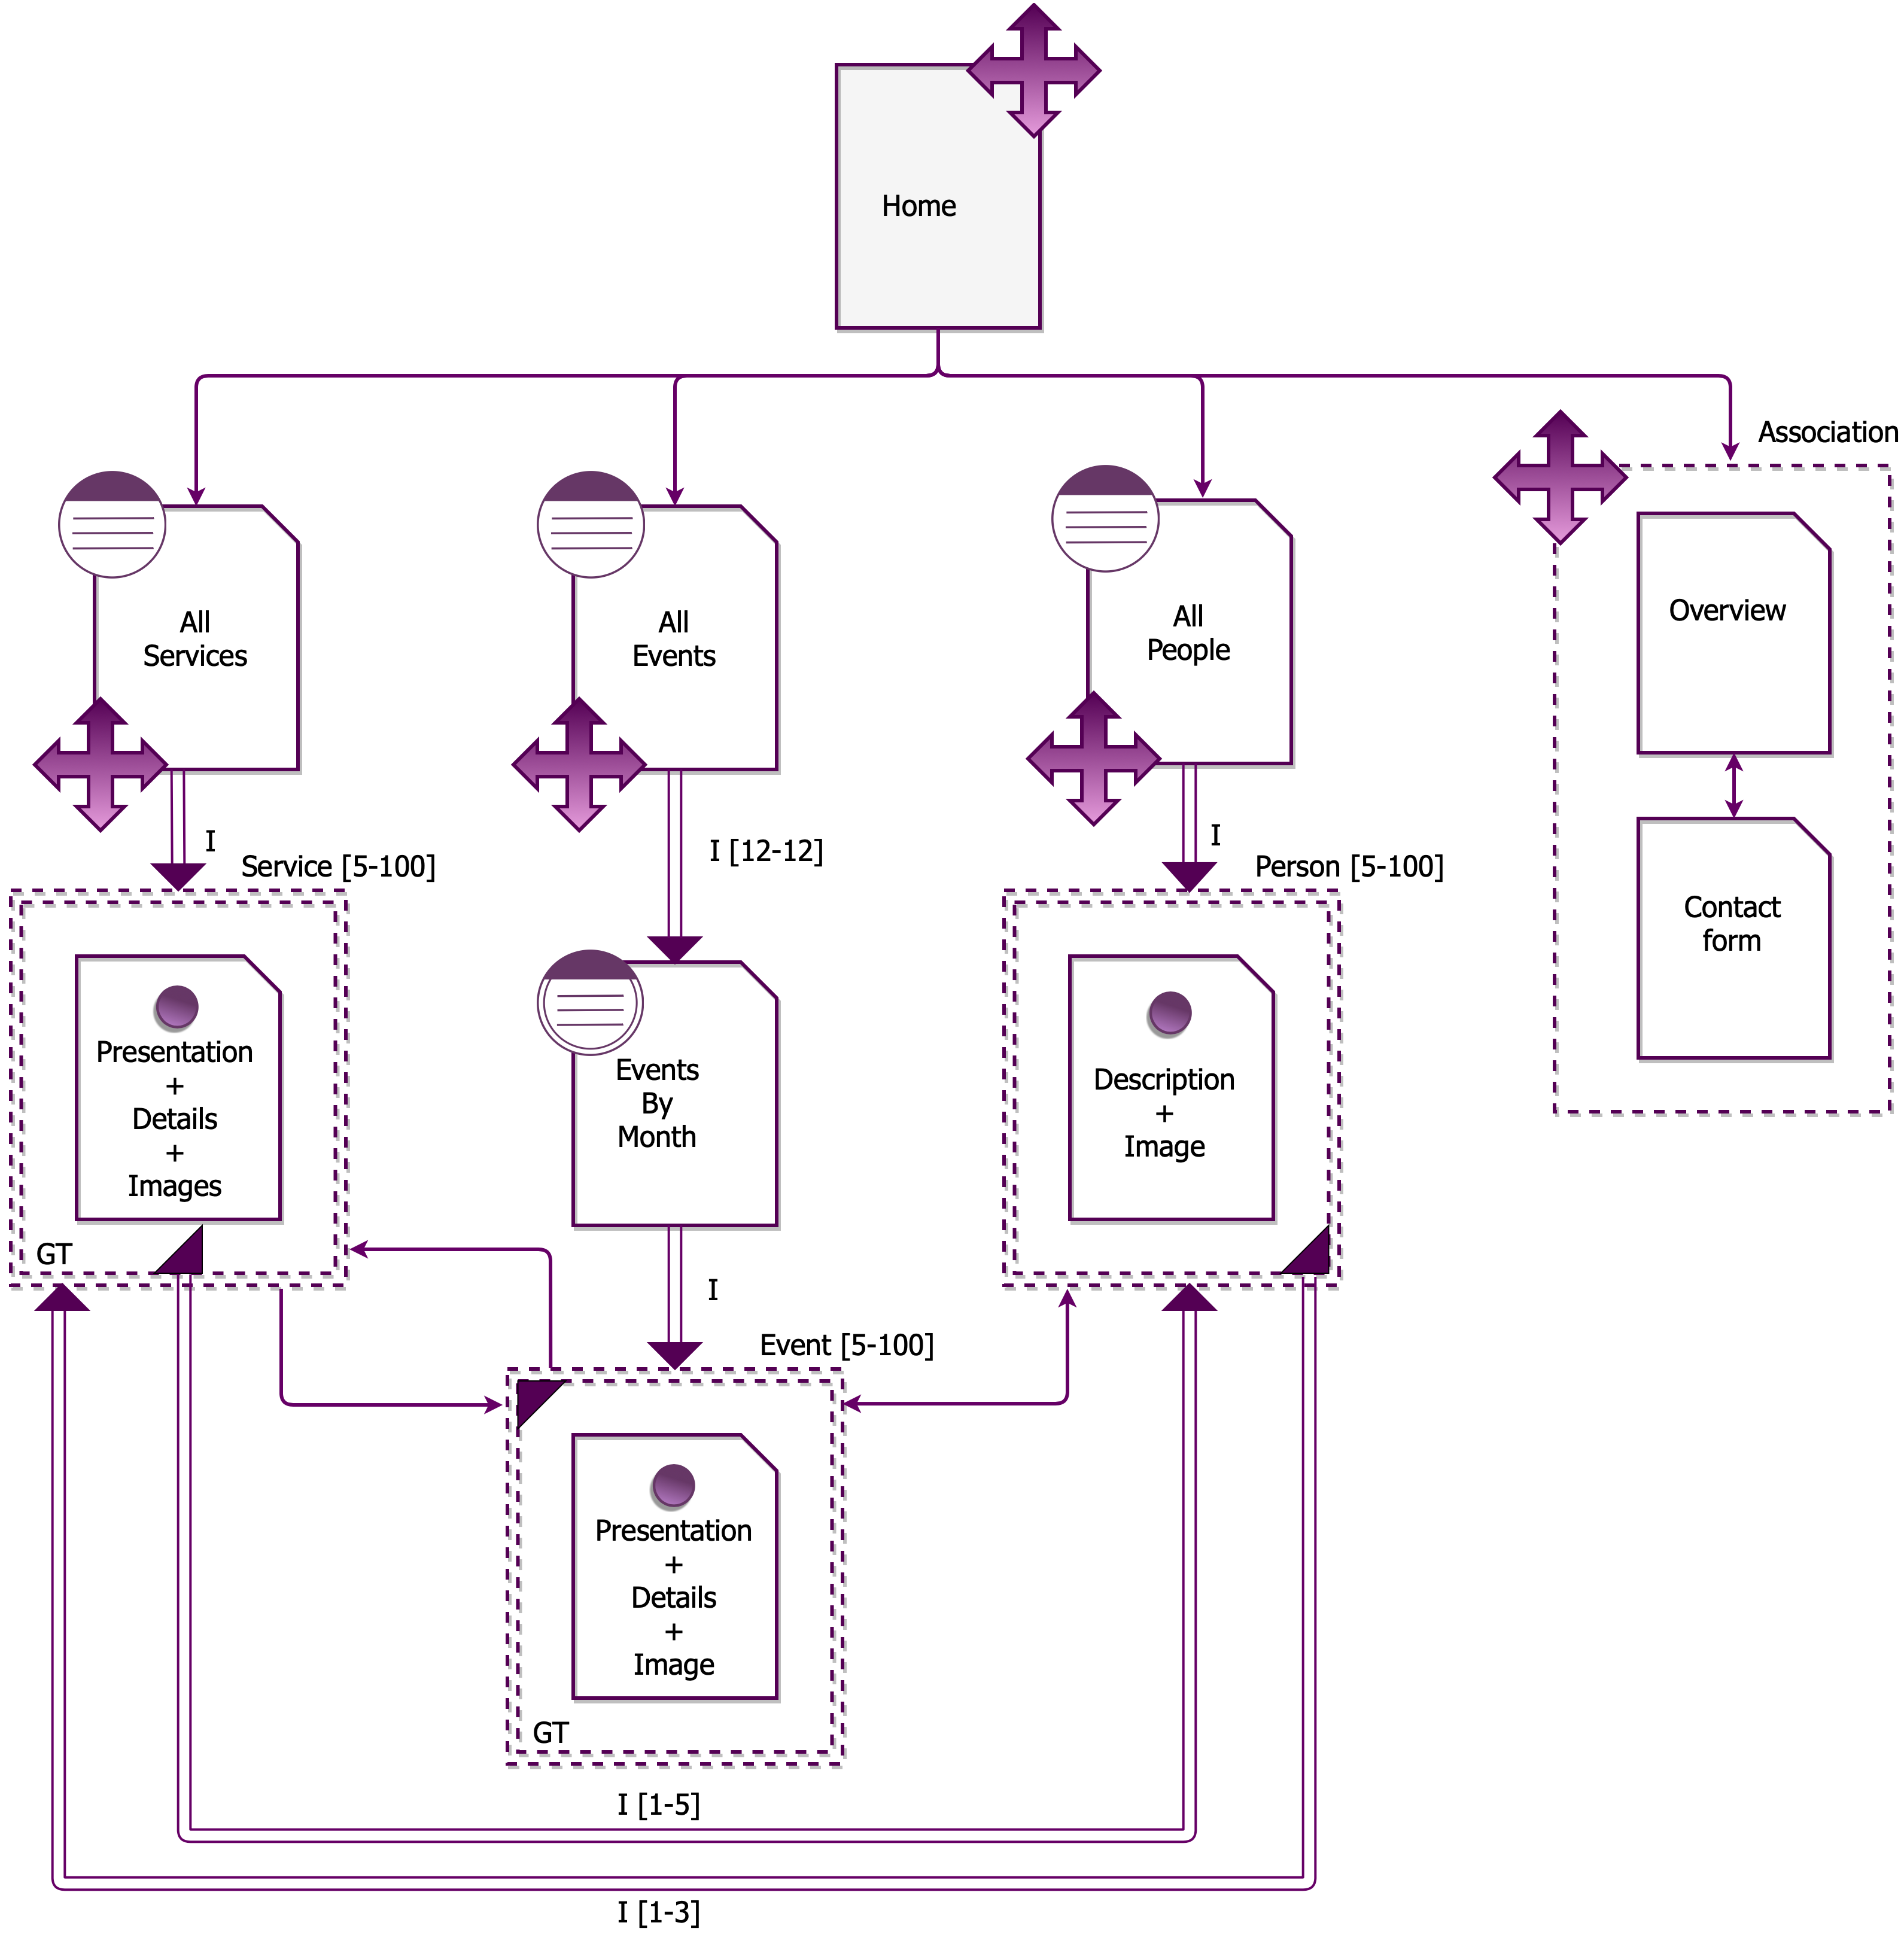 Home
Association
All
Services
All
Events
All
People
Overview
I
I [12-12]
I
Service [5-100]
Person [5-100]
Contact
form
Presentation
+
Details
+
Images
GT
Events
By
Month
Description
+
Image
I
Event [5-100]
Presentation
+
Details
+
Image
GT
I [1-5]
I [1-3]